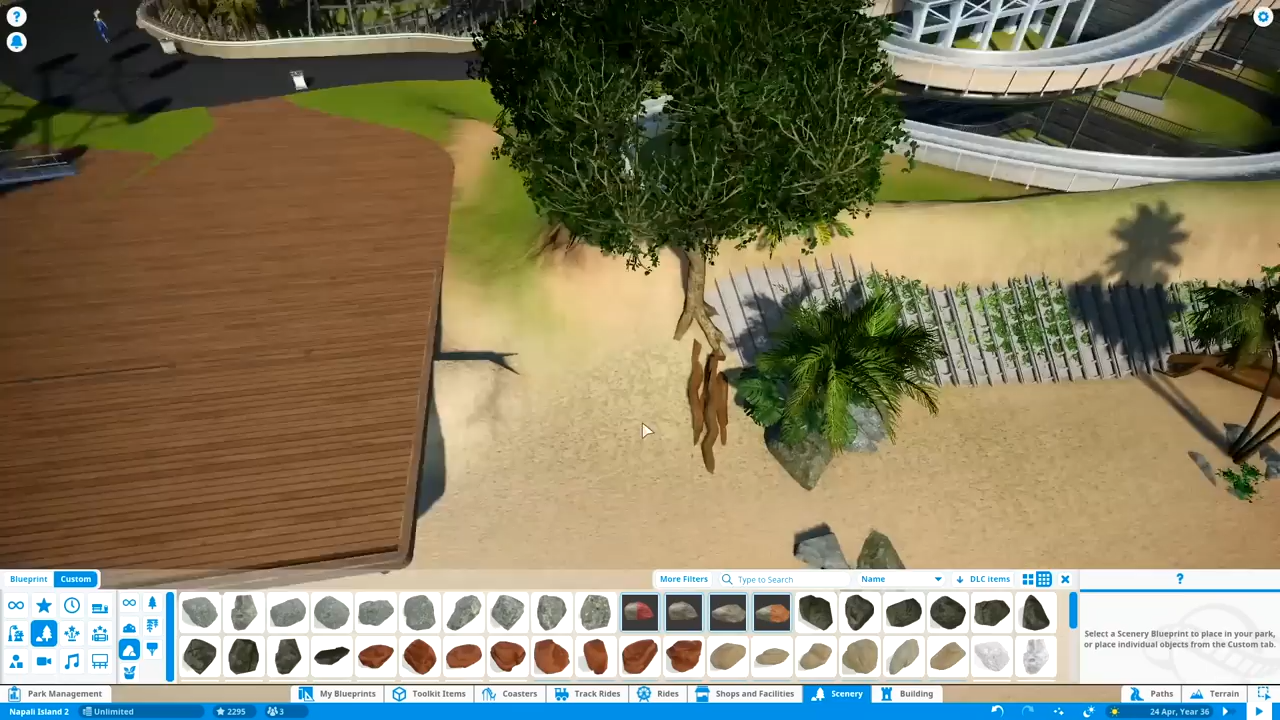 ?
Blueprint Custom More Filters Type to Search Name DLC items ?
Select a Scenery Blueprint to place in your park,
or place individual objects from the Custom tab.
Park Management My Blueprints Toolkit Items Coasters Track Rides Rides Shops and Facilities Scenery Building Paths Terrain
Napali Island 2 Unlimited 2295 3 24 Apr, Year 36